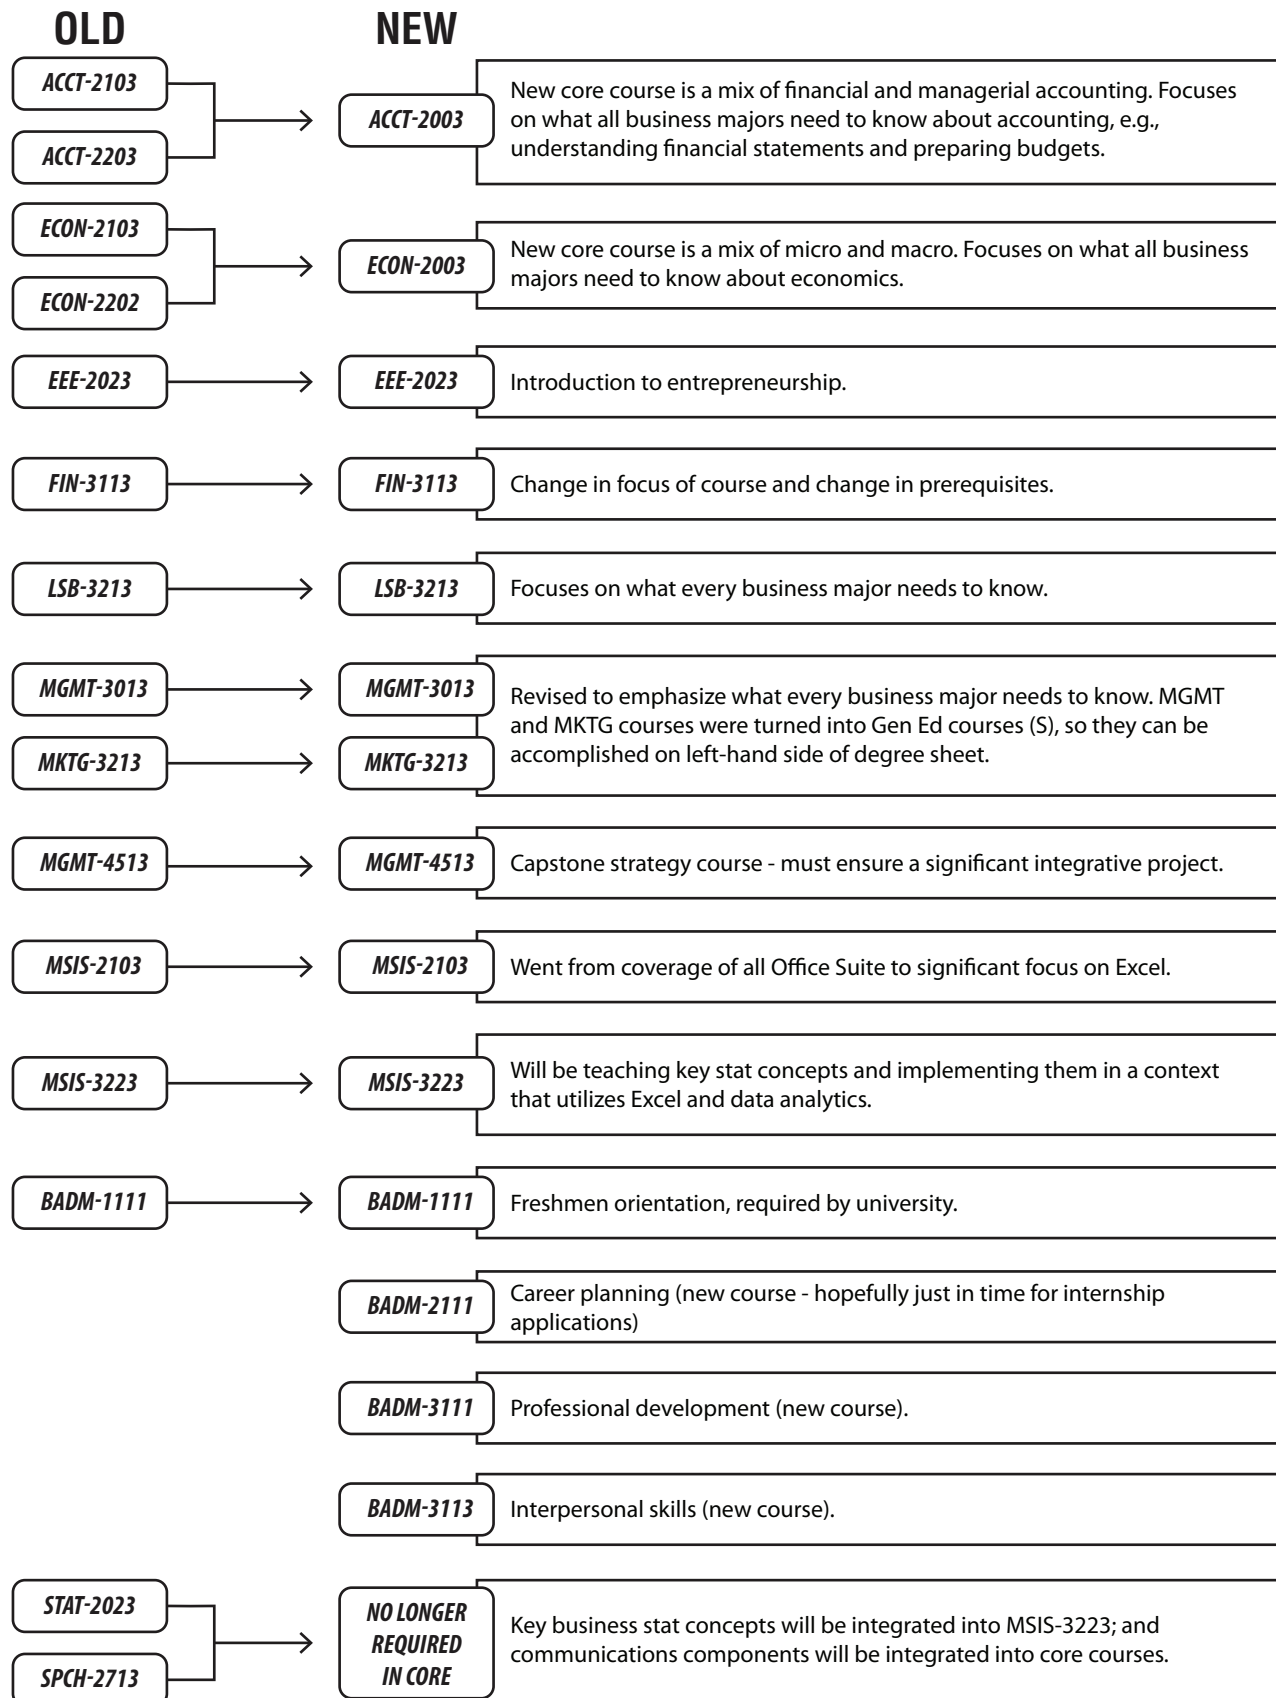 OLD
NEW
ACCT-2103
ACCT-2203
ACCT-2003
New core course is a mix of financial and managerial accounting. Focuses
on what all business majors need to know about accounting, e.g.,
understanding financial statements and preparing budgets.
ECON-2103
ECON-2202
ECON-2003
New core course is a mix of micro and macro. Focuses on what all business
majors need to know about economics.
EEE-2023
EEE-2023
Introduction to entrepreneurship.
FIN-3113
FIN-3113
Change in focus of course and change in prerequisites.
LSB-3213
LSB-3213
Focuses on what every business major needs to know.
MGMT-3013
MGMT-3013
MKTG-3213
MKTG-3213
Revised to emphasize what every business major needs to know. MGMT
and MKTG courses were turned into Gen Ed courses (S), so they can be
accomplished on left-hand side of degree sheet.
MGMT-4513
MGMT-4513
Capstone strategy course - must ensure a significant integrative project.
MSIS-2103
MSIS-2103
Went from coverage of all Office Suite to significant focus on Excel.
MSIS-3223
MSIS-3223
Will be teaching key stat concepts and implementing them in a context
that utilizes Excel and data analytics.
BADM-1111
BADM-1111
Freshmen orientation, required by university.
BADM-2111
Career planning (new course - hopefully just in time for internship
applications)
BADM-3111
Professional development (new course).
BADM-3113
Interpersonal skills (new course).
STAT-2023
SPCH-2713
NO LONGER
REQUIRED
IN CORE
Key business stat concepts will be integrated into MSIS-3223; and
communications components will be integrated into core courses.